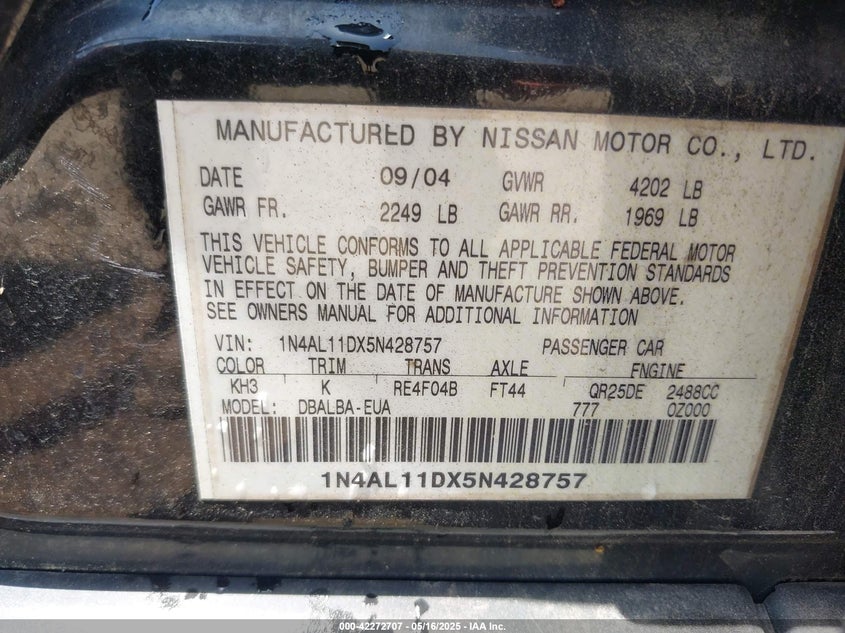 MANUFACTURED BY NISSAN MOTOR CO., LTD.
DATE 09/04 GVWR 4202 LB
GAWR FR. 2249 LB GAWR RR. 1969 LB
THIS VEHICLE CONFORMS TO ALL APPLICABLE FEDERAL MOTOR
VEHICLE SAFETY, BUMPER AND THEFT PREVENTION STANDARDS
IN EFFECT ON THE DATE OF MANUFACTURE SHOWN ABOVE.
SEE OWNERS MANUAL FOR ADDITIONAL INFORMATION
VIN: 1N4AL11DX5N428757 PASSENGER CAR
COLOR TRIM TRANS AXLE ENGINE
KH3 K RE4F04B FT44 QR25DE 2488CC
MODEL: DBALBA-EUA 777 0Z000
1N4AL11DX5N428757
000-42272707 - 05/16/2025 - IAA Inc.